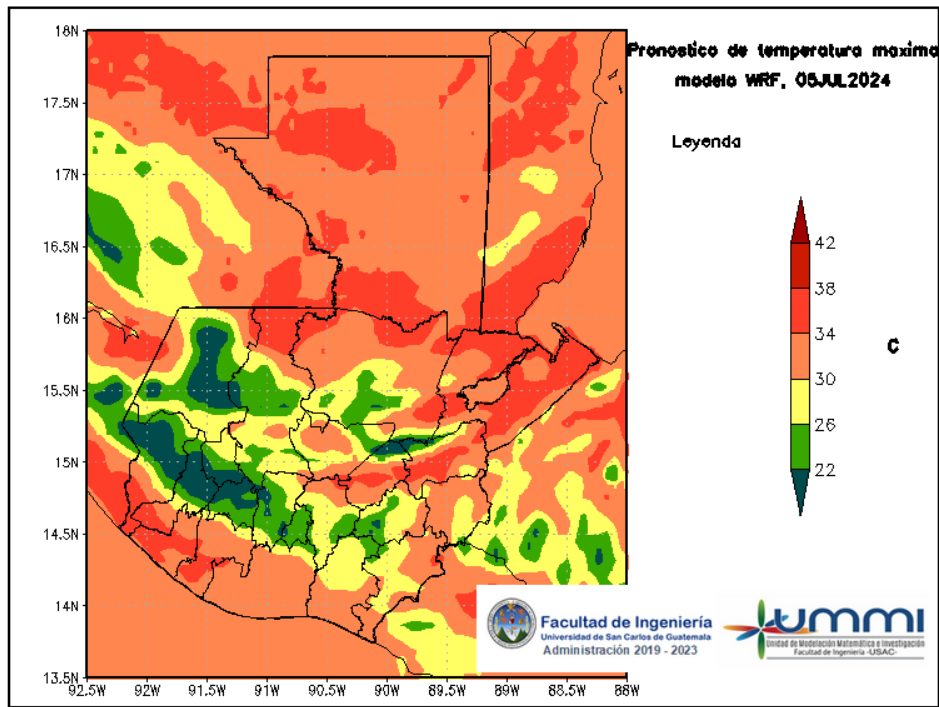 Pronostico de temperatura maxima
modelo WRF, 05JUL2024
Leyenda
42
38
34
30
26
22
C
18N
17.5N
17N
16.5N
16N
15.5N
15N
14.5N
14N
13.5N
92.5W 92W 91.5W 91W 90.5W 90W 89.5W 89W 88.5W 88W
Facultad de Ingeniería
Universidad de San Carlos de Guatemala
Administración 2019 - 2023
UMMI
Unidad de Modelación Matemática e Investigación
Facultad de Ingeniería -USAC-